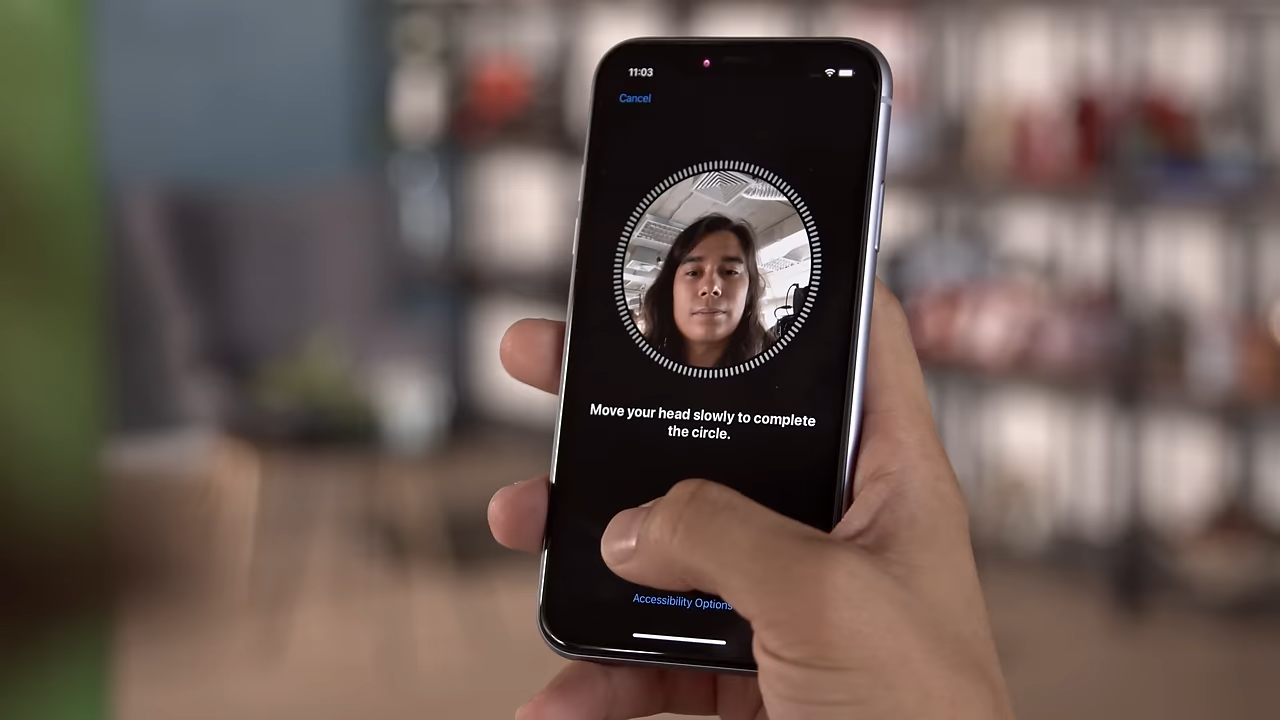 11:03
Cancel
Move your head slowly to complete
the circle.
Accessibility Options